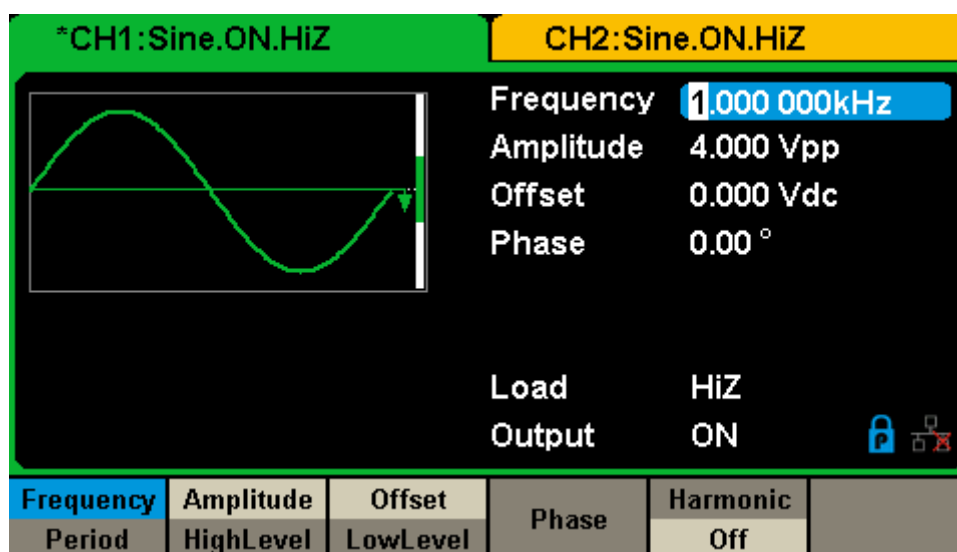 *CH1:Sine.ON.HiZ CH2:Sine.ON.HiZ
Frequency 1.000 000kHz
Amplitude 4.000 Vpp
Offset 0.000 Vdc
Phase 0.00 °
Load HiZ
Output ON
P
Frequency Amplitude Offset Phase Harmonic
Period HighLevel LowLevel Off